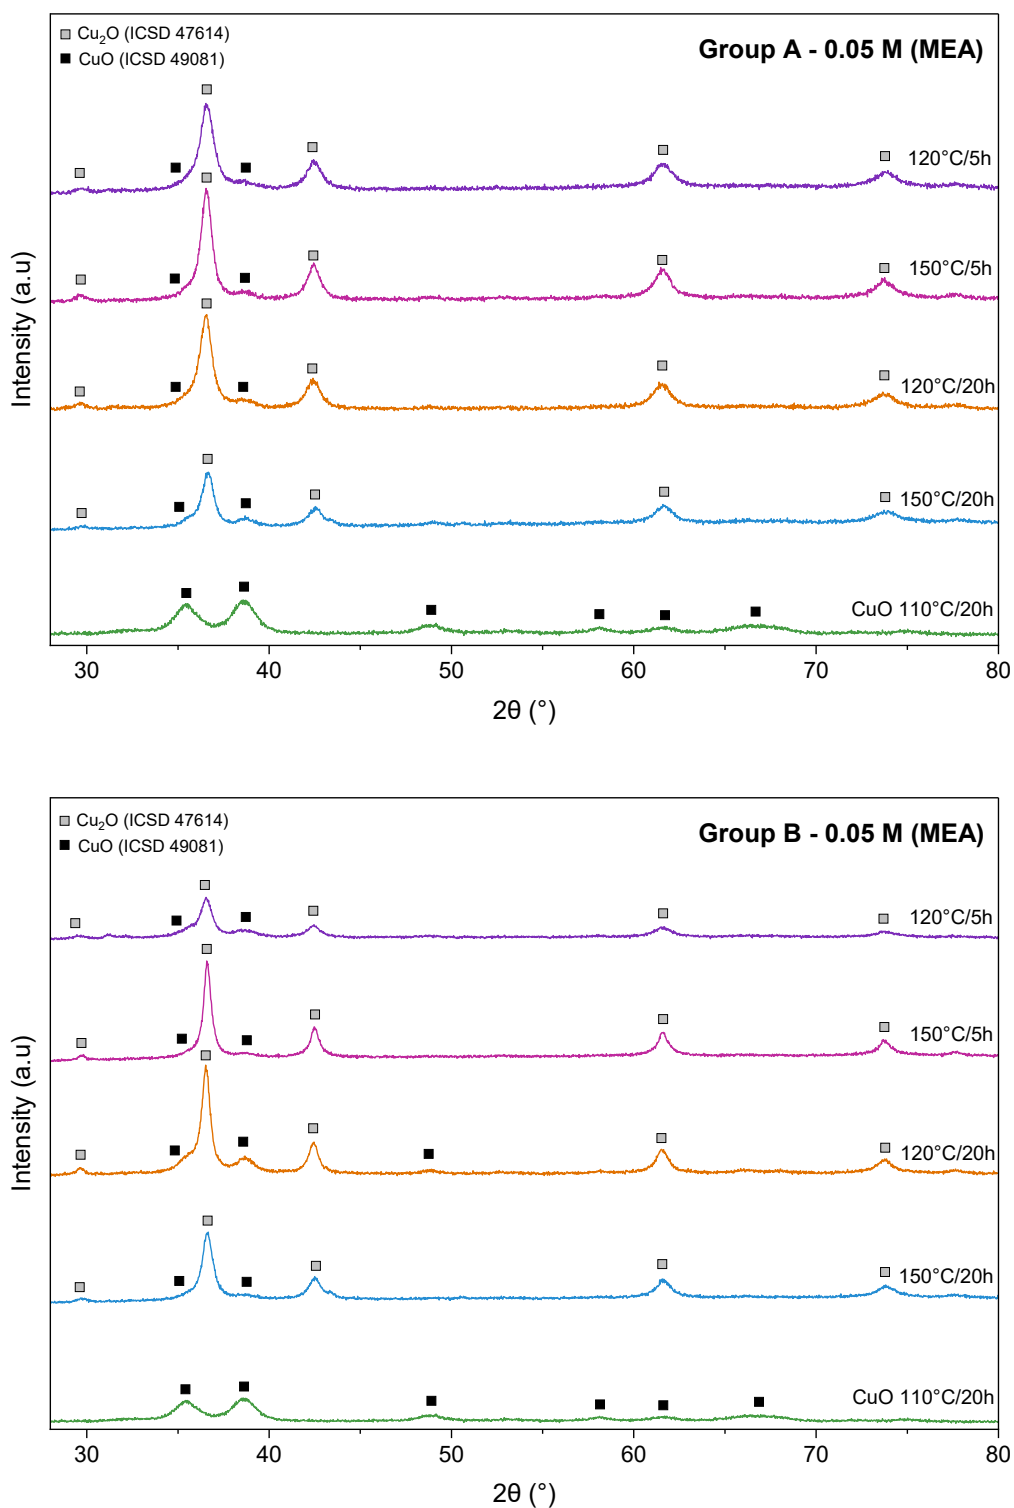 Cu₂O (ICSD 47614)
CuO (ICSD 49081)
Group A - 0.05 M (MEA)
120°C/5h
150°C/5h
120°C/20h
150°C/20h
CuO 110°C/20h
Intensity (a.u)
30 40 50 60 70 80
2θ (°)
Cu₂O (ICSD 47614)
CuO (ICSD 49081)
Group B - 0.05 M (MEA)
120°C/5h
150°C/5h
120°C/20h
150°C/20h
CuO 110°C/20h
Intensity (a.u)
30 40 50 60 70 80
2θ (°)